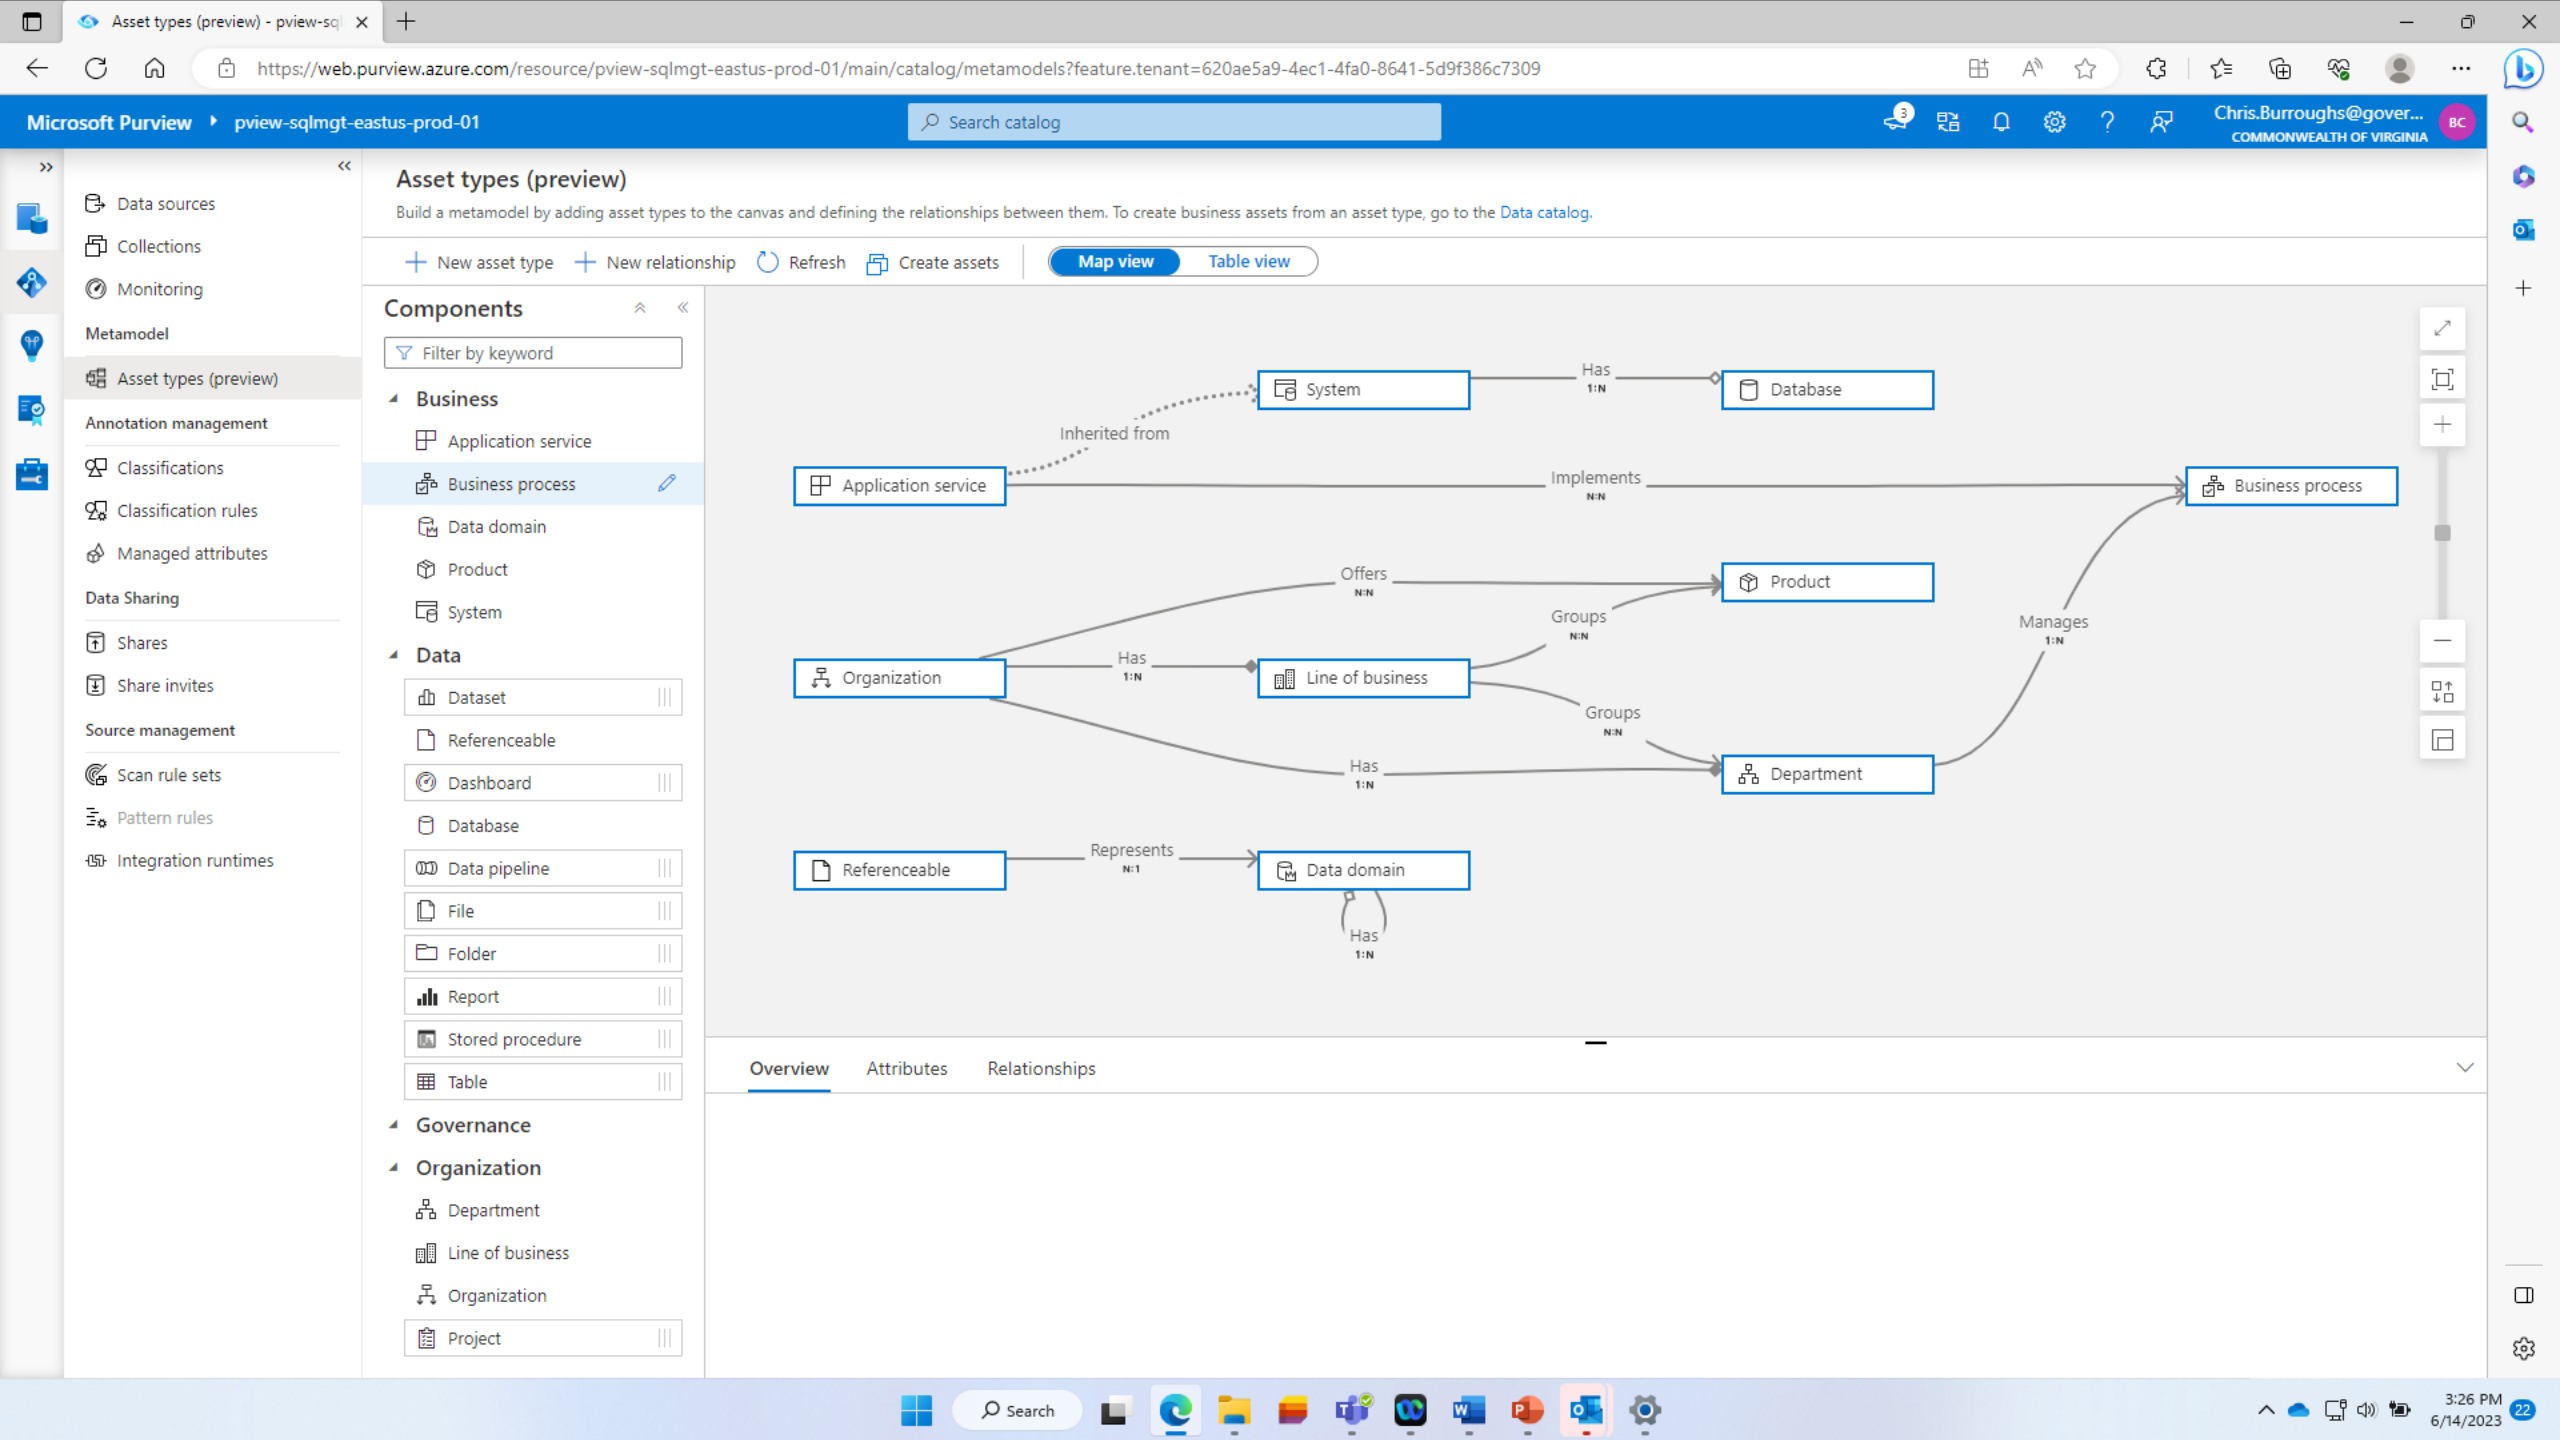 Asset types (preview) - pview-sql
https://web.purview.azure.com/resource/pview-sqlmgt-eastus-prod-01/main/catalog/metamodels?feature.tenant=620ae5a9-4ec1-4fa0-8641-5d9f386c7309
Microsoft Purview
pview-sqlmgt-eastus-prod-01
Search catalog
3
Chris.Burroughs@gover...
COMMONWEALTH OF VIRGINIA
BC
Data sources
Collections
Monitoring
Metamodel
Asset types (preview)
Annotation management
Classifications
Classification rules
Managed attributes
Data Sharing
Shares
Share invites
Source management
Scan rule sets
Pattern rules
Integration runtimes
Asset types (preview)
Build a metamodel by adding asset types to the canvas and defining the relationships between them. To create business assets from an asset type, go to the Data catalog.
New asset type
New relationship
Refresh
Create assets
Map view
Table view
Components
Filter by keyword
Business
Application service
Business process
Data domain
Product
System
Data
Dataset
Referenceable
Dashboard
Database
Data pipeline
File
Folder
Report
Stored procedure
Table
Governance
Organization
Department
Line of business
Organization
Project
System
Has
1:N
Database
Inherited from
Application service
Implements
N:N
Business process
Offers
N:N
Product
Groups
N:N
Manages
1:N
Organization
Has
1:N
Line of business
Groups
N:N
Has
1:N
Department
Referenceable
Represents
N:1
Data domain
Has
1:N
Overview
Attributes
Relationships
Search
3:26 PM
6/14/2023
22